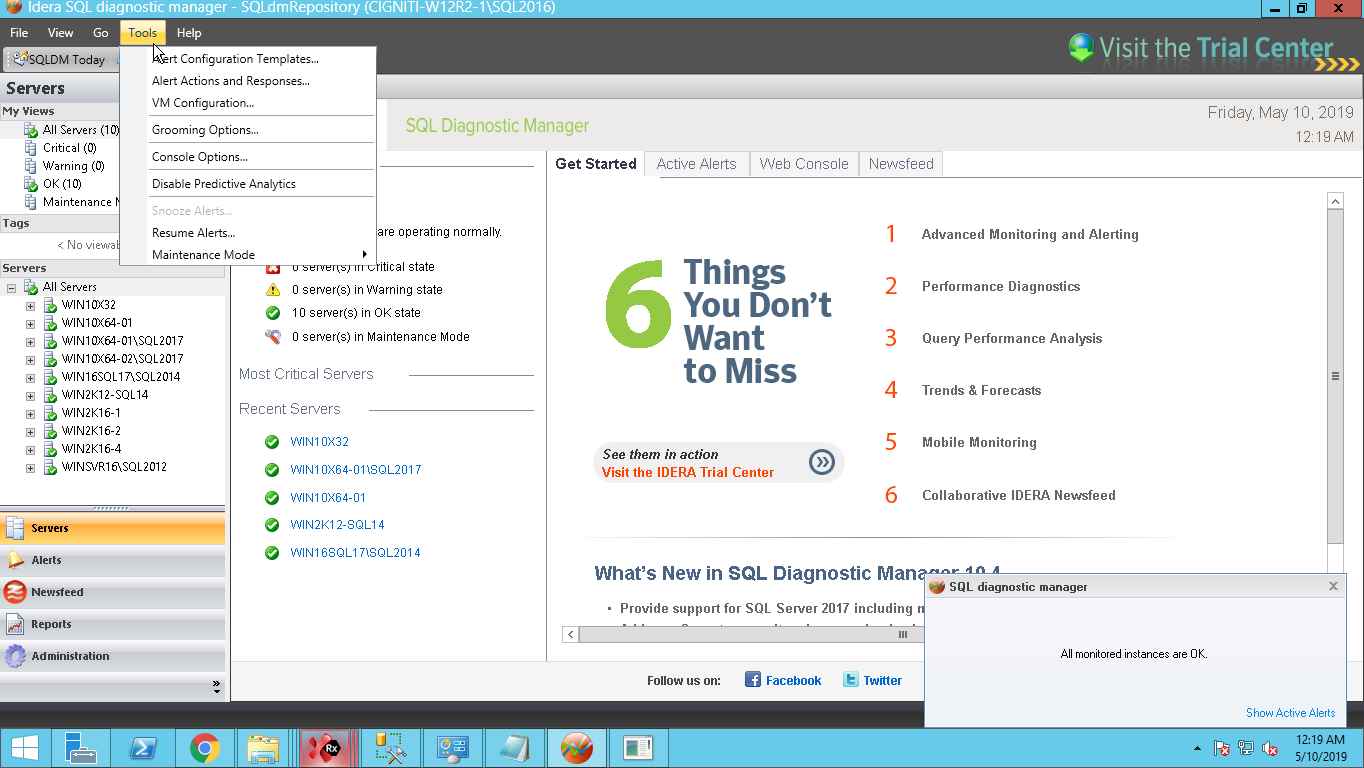 Idera SQL diagnostic manager - SQLdmRepository (CIGNITI-W12R2-1\SQL2016)
File View Go Tools Help
SQLDM Today
Visit the Trial Center
Alert Configuration Templates...
Alert Actions and Responses...
VM Configuration...
Grooming Options...
Console Options...
Disable Predictive Analytics
Snooze Alerts...
Resume Alerts...
Maintenance Mode
Servers
My Views
All Servers (10)
Critical (0)
Warning (0)
OK (10)
Maintenance
Tags
< No
Servers
All Servers
WIN10X32
WIN10X64-01
WIN10X64-01\SQL2017
WIN10X64-02\SQL2017
WIN16SQL17\SQL2014
WIN2K12-SQL14
WIN2K16-1
WIN2K16-2
WIN2K16-4
WINSVR16\SQL2012
Servers
Alerts
Newsfeed
Reports
Administration
SQL Diagnostic Manager
Friday, May 10, 2019
12:19 AM
are operating normally.
0 server(s) in Critical state
0 server(s) in Warning state
10 server(s) in OK state
0 server(s) in Maintenance Mode
Most Critical Servers
Recent Servers
WIN10X32
WIN10X64-01\SQL2017
WIN10X64-01
WIN2K12-SQL14
WIN16SQL17\SQL2014
Get Started Active Alerts Web Console Newsfeed
6 Things
You Don't
Want
to Miss
See them in action
Visit the IDERA Trial Center
1 Advanced Monitoring and Alerting
2 Performance Diagnostics
3 Query Performance Analysis
4 Trends & Forecasts
5 Mobile Monitoring
6 Collaborative IDERA Newsfeed
What's New in SQL Diagnostic Manager 10.4
• Provide support for SQL Server 2017 including
Follow us on: Facebook Twitter
SQL diagnostic manager
All monitored instances are OK.
Show Active Alerts
Rx
12:19 AM
5/10/2019